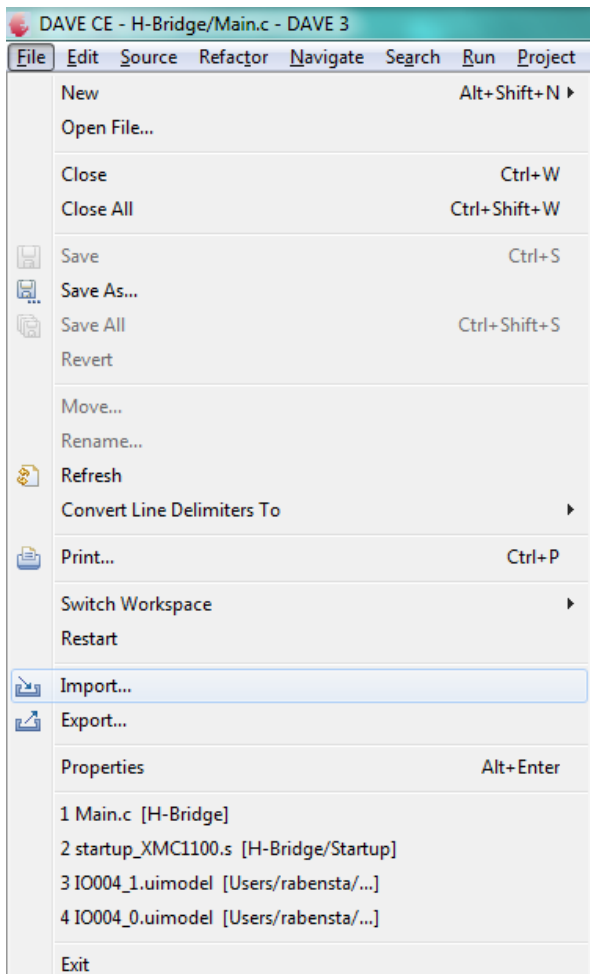 DAVE CE - H-Bridge/Main.c - DAVE 3
File Edit Source Refactor Navigate Search Run Project
New Alt+Shift+N
Open File...
Close Ctrl+W
Close All Ctrl+Shift+W
Save Ctrl+S
Save As...
Save All Ctrl+Shift+S
Revert
Move...
Rename...
Refresh
Convert Line Delimiters To
Print... Ctrl+P
Switch Workspace
Restart
Import...
Export...
Properties Alt+Enter
1 Main.c [H-Bridge]
2 startup_XMC1100.s [H-Bridge/Startup]
3 IO004_1.uimodel [Users/rabensta/...]
4 IO004_0.uimodel [Users/rabensta/...]
Exit